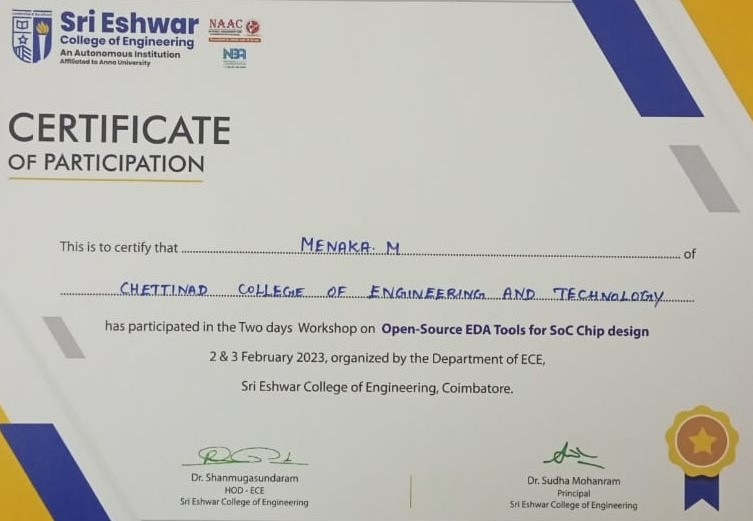 Sri Eshwar
College of Engineering
An Autonomous Institution
Affiliated to Anna University
NAAC
NBA
CERTIFICATE
OF PARTICIPATION
This is to certify that MENAKA. M of
CHETTINAD COLLEGE OF ENGINEERING AND TECHNOLOGY
has participated in the Two days Workshop on Open-Source EDA Tools for SoC Chip design
2 & 3 February 2023, organized by the Department of ECE,
Sri Eshwar College of Engineering, Coimbatore.
Dr. Shanmugasundaram
HOD - ECE
Sri Eshwar College of Engineering
Dr. Sudha Mohanram
Principal
Sri Eshwar College of Engineering